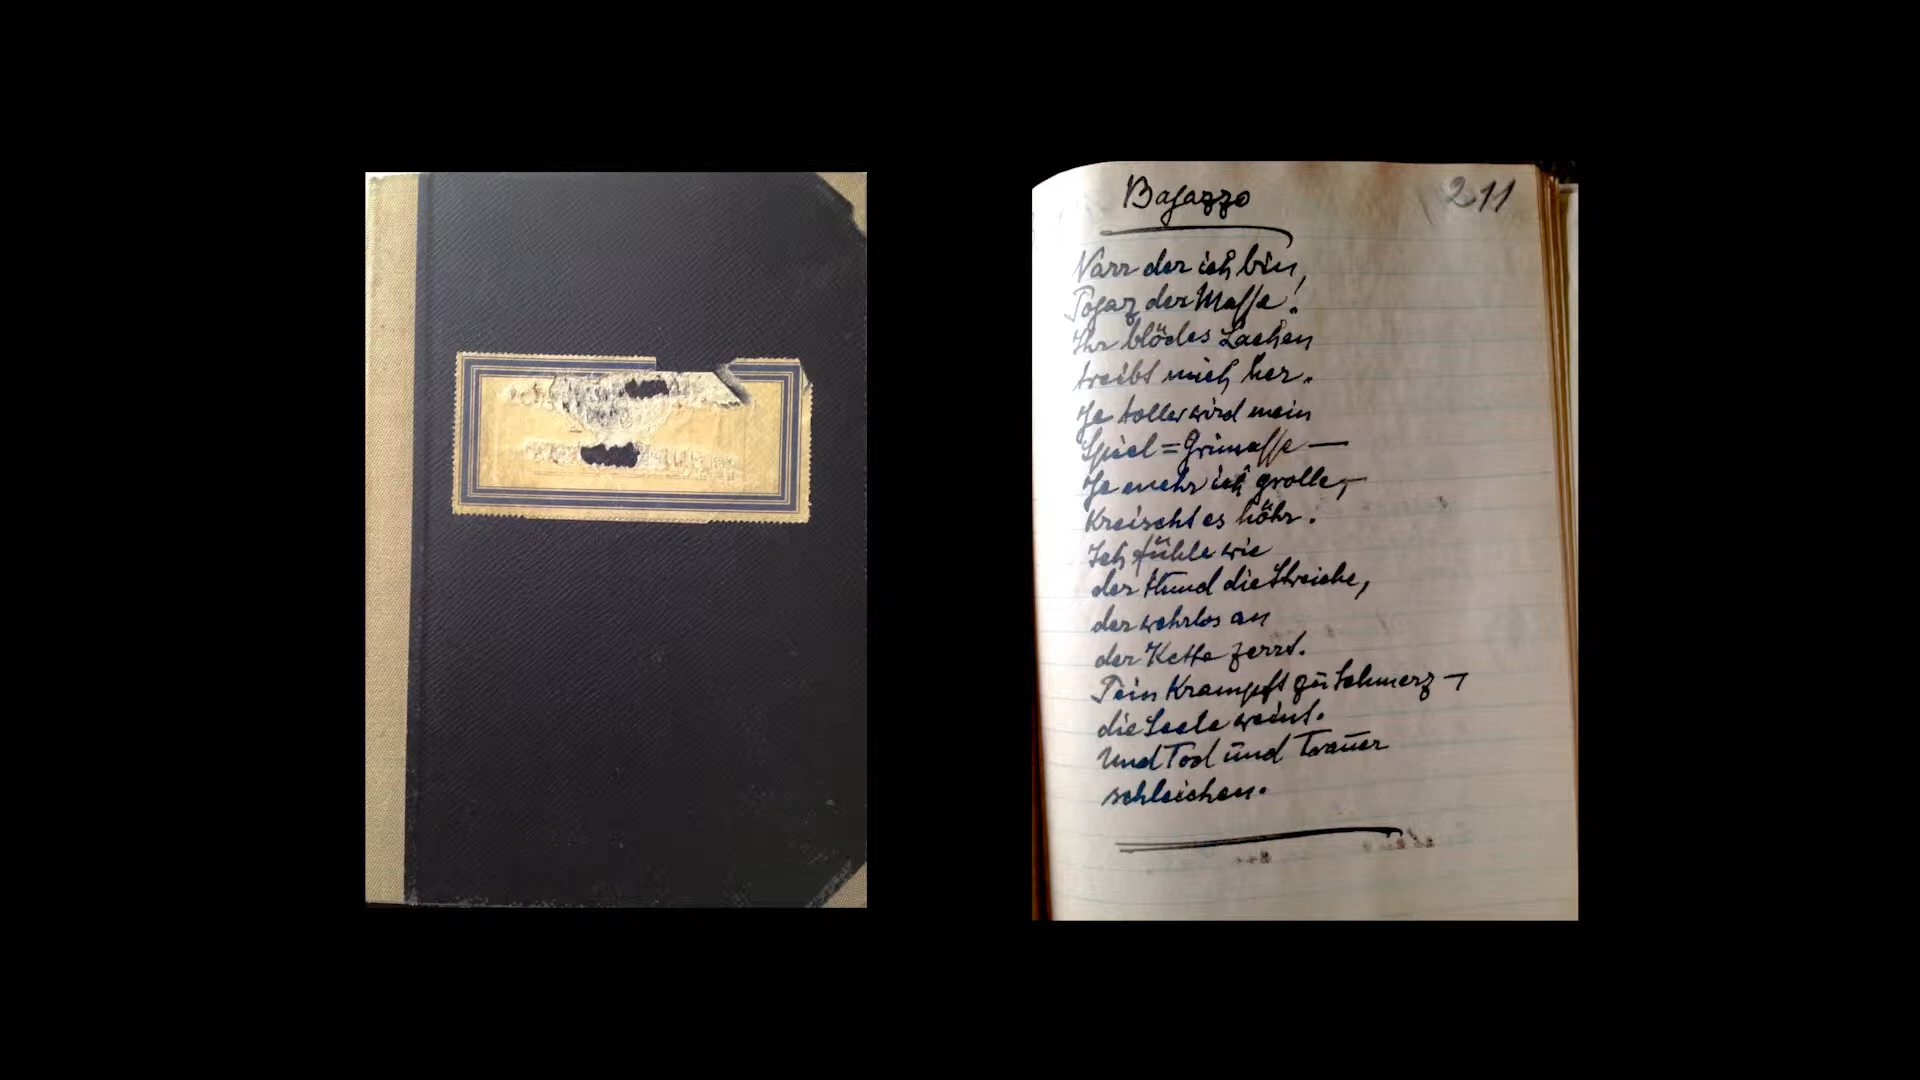 Bajazzo
211
Narr der ich bin,
Pojaz der Masse!
Ihr blödes Lachen
treibt mich her.
Je toller wird mein
Spiel=Grimasse —
Je mehr ich grolle, –
Kreischt es höhr.
Ich fühle wie
der Hund die Streiche,
der wehrlos an
der Kette zerrt.
Pein Krampft zu Schmerz –
die Seele weint.
Und Tod und Trauer
schleichen.